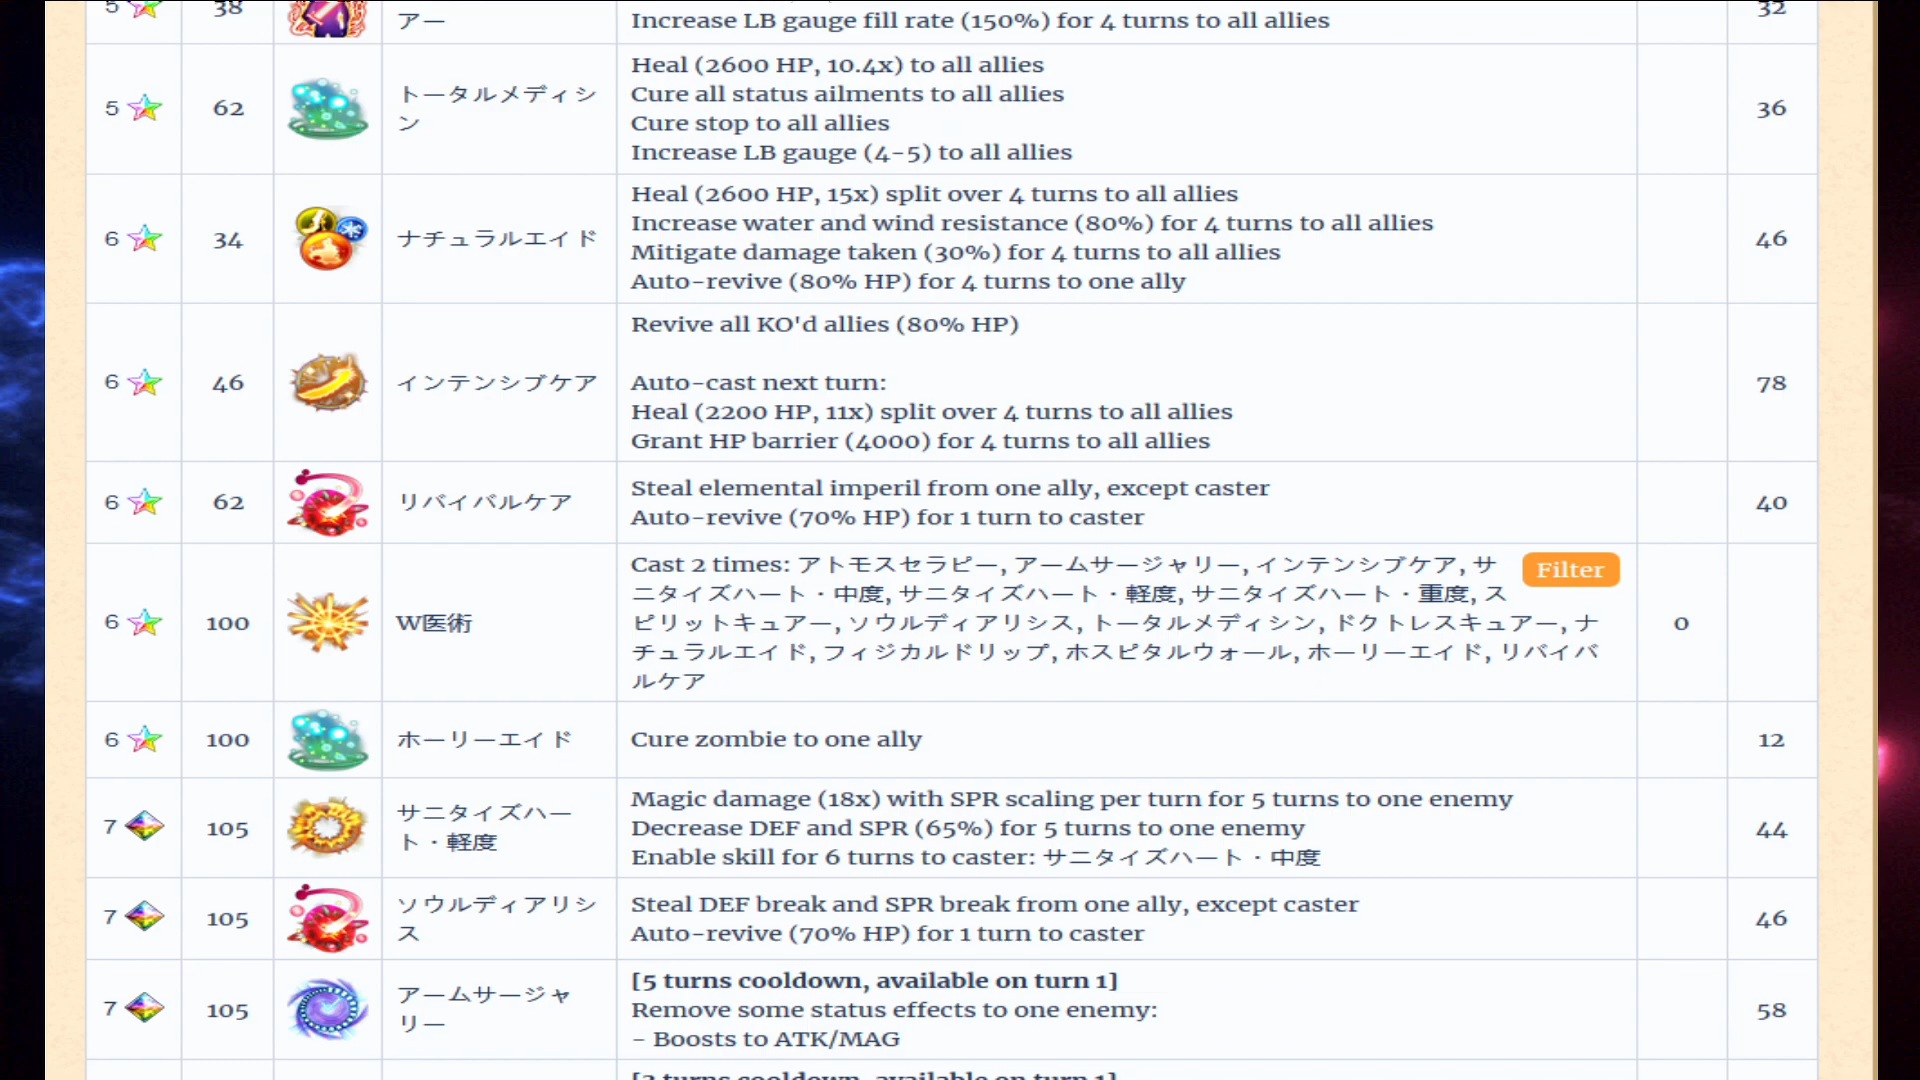 5 38 アー Increase LB gauge fill rate (150%) for 4 turns to all allies 32
5 62 トータルメディシ
ン
Heal (2600 HP, 10.4x) to all allies
Cure all status ailments to all allies
Cure stop to all allies
Increase LB gauge (4-5) to all allies
36
6 34 ナチュラルエイド
Heal (2600 HP, 15x) split over 4 turns to all allies
Increase water and wind resistance (80%) for 4 turns to all allies
Mitigate damage taken (30%) for 4 turns to all allies
Auto-revive (80% HP) for 4 turns to one ally
46
6 46 インテンシブケア
Revive all KO'd allies (80% HP)
Auto-cast next turn:
Heal (2200 HP, 11x) split over 4 turns to all allies
Grant HP barrier (4000) for 4 turns to all allies
78
6 62 リバイバルケア
Steal elemental imperil from one ally, except caster
Auto-revive (70% HP) for 1 turn to caster
40
6 100 W医術
Cast 2 times: アトモスセラピー, アームサージャリー, インテンシブケア, サ
ニタイズハート・中度, サニタイズハート・軽度, サニタイズハート・重度, ス
ピリットキュアー, ソウルディアリシス, トータルメディシン, ドクトレスキュアー, ナ
チュラルエイド, フィジカルドリップ, ホスピタルウォール, ホーリーエイド, リバイバ
ルケア
Filter
0
6 100 ホーリーエイド Cure zombie to one ally 12
7 105 サニタイズハー
ト・軽度
Magic damage (18x) with SPR scaling per turn for 5 turns to one enemy
Decrease DEF and SPR (65%) for 5 turns to one enemy
Enable skill for 6 turns to caster: サニタイズハート・中度
44
7 105 ソウルディアリシ
ス
Steal DEF break and SPR break from one ally, except caster
Auto-revive (70% HP) for 1 turn to caster
46
7 105 アームサージャ
リー
[5 turns cooldown, available on turn 1]
Remove some status effects to one enemy:
- Boosts to ATK/MAG
58